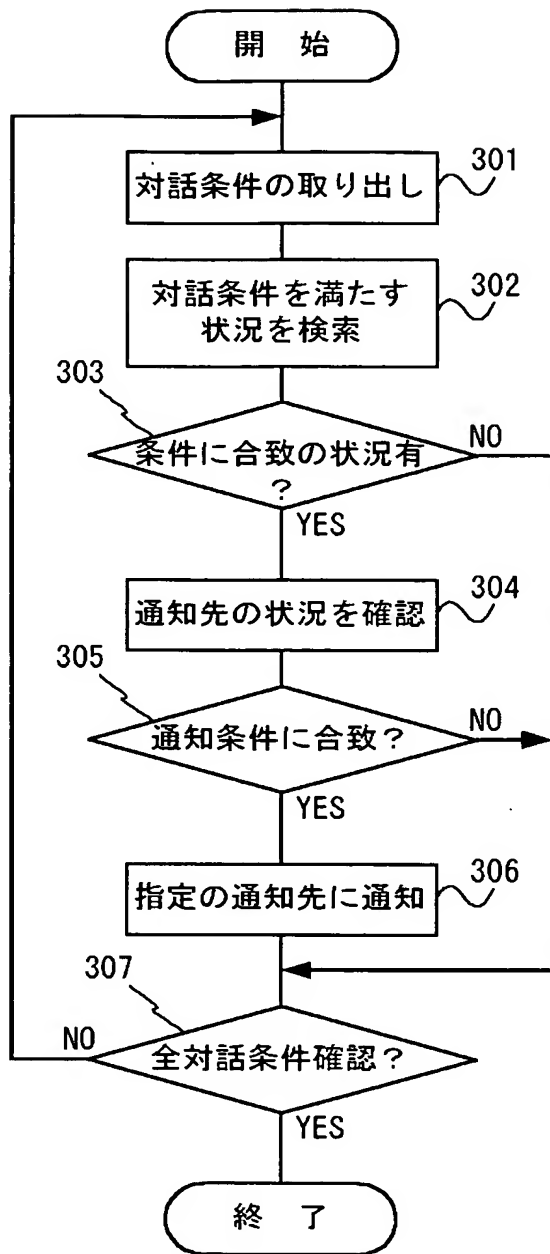 開 始
対話条件の取り出し
301
対話条件を満たす
状況を検索
302
303
条件に合致の状況有
?
NO
YES
通知先の状況を確認
304
305
通知条件に合致?
NO
YES
指定の通知先に通知
306
307
NO
全対話条件確認?
YES
終 了